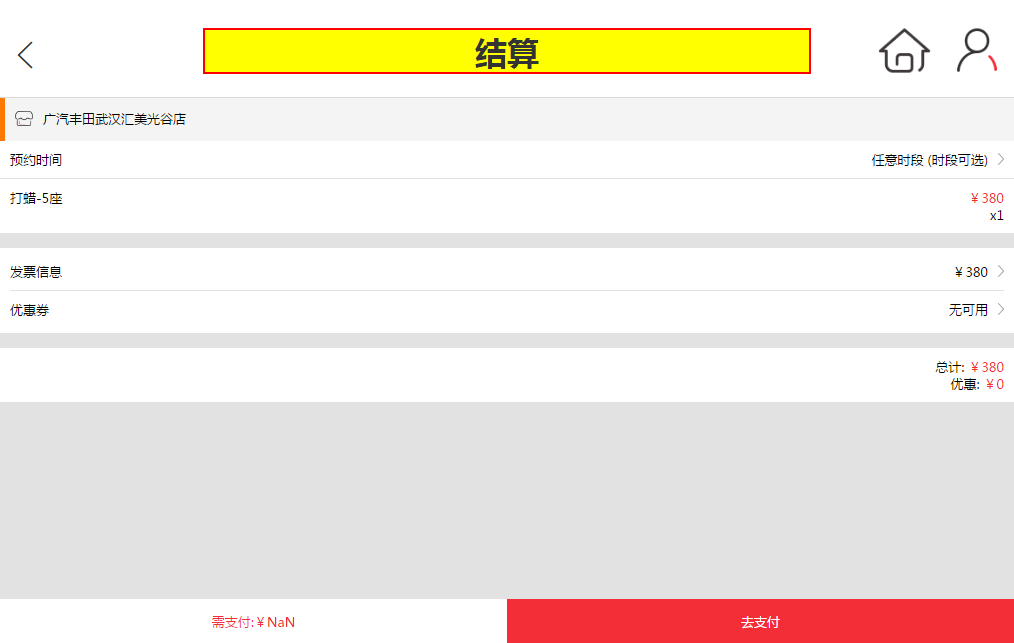 结算
广汽丰田武汉汇美光谷店
预约时间 任意时段 (时段可选)
打蜡-5座 ¥ 380
x1
发票信息 ¥ 380
优惠券 无可用
总计: ¥ 380
优惠: ¥ 0
需支付: ¥ NaN 去支付